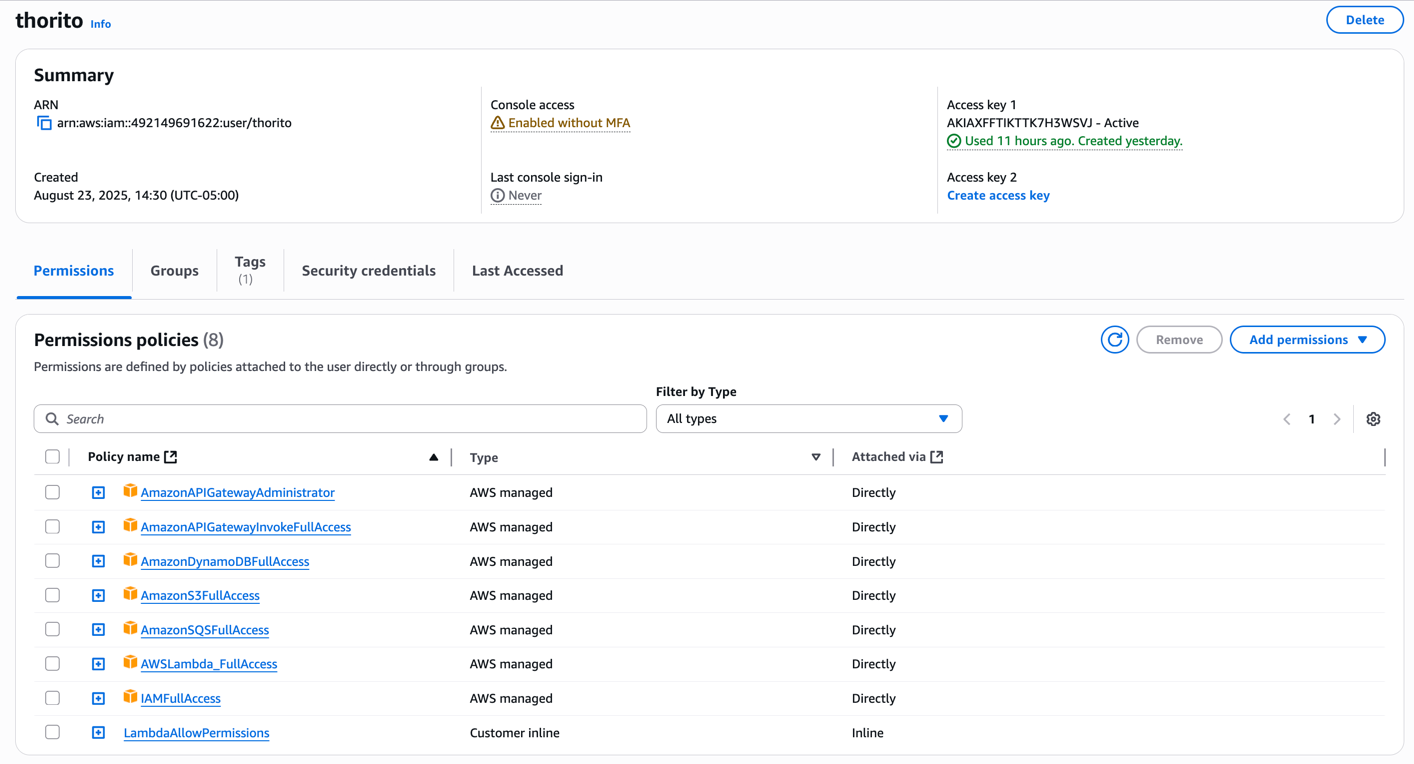 thorito Info
Delete
Summary
ARN
arn:aws:iam::492149691622:user/thorito
Console access
Enabled without MFA
Access key 1
AKIAXFFTIKTTK7H3WSVJ - Active
Used 11 hours ago. Created yesterday.
Created
August 23, 2025, 14:30 (UTC-05:00)
Last console sign-in
Never
Access key 2
Create access key
Permissions
Groups
Tags
(1)
Security credentials
Last Accessed
Permissions policies (8)
Permissions are defined by policies attached to the user directly or through groups.
Remove
Add permissions
Filter by Type
Search
All types
1
Policy name
Type
Attached via
AmazonAPIGatewayAdministrator AWS managed Directly
AmazonAPIGatewayInvokeFullAccess AWS managed Directly
AmazonDynamoDBFullAccess AWS managed Directly
AmazonS3FullAccess AWS managed Directly
AmazonSQSFullAccess AWS managed Directly
AWSLambda_FullAccess AWS managed Directly
IAMFullAccess AWS managed Directly
LambdaAllowPermissions Customer inline Inline